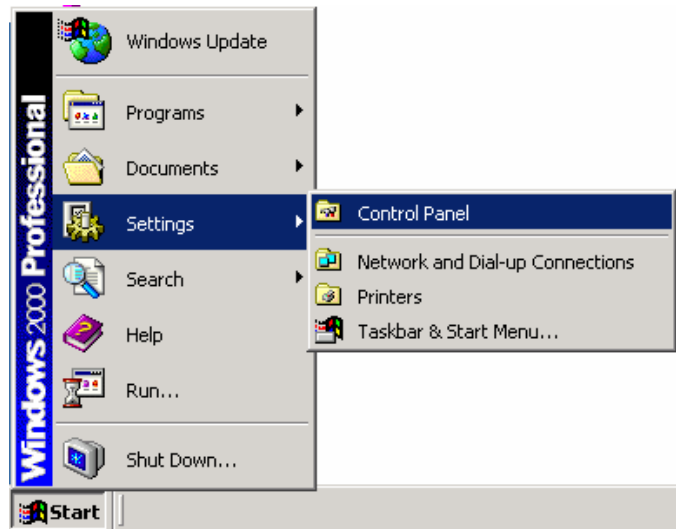 Windows 2000 Professional
Windows Update
Programs
Documents
Settings
Search
Help
Run...
Shut Down...
Control Panel
Network and Dial-up Connections
Printers
Taskbar & Start Menu...
Start